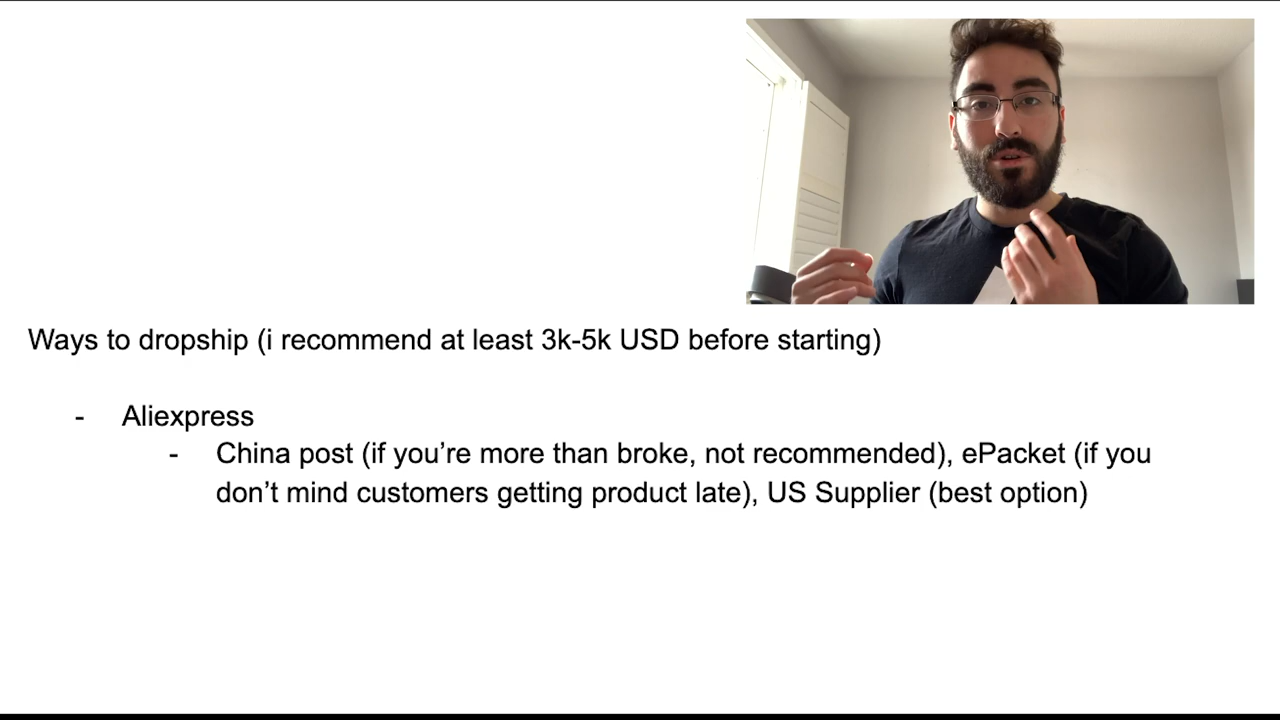 Ways to dropship (i recommend at least 3k-5k USD before starting)
- Aliexpress
- China post (if you’re more than broke, not recommended), ePacket (if you
don’t mind customers getting product late), US Supplier (best option)